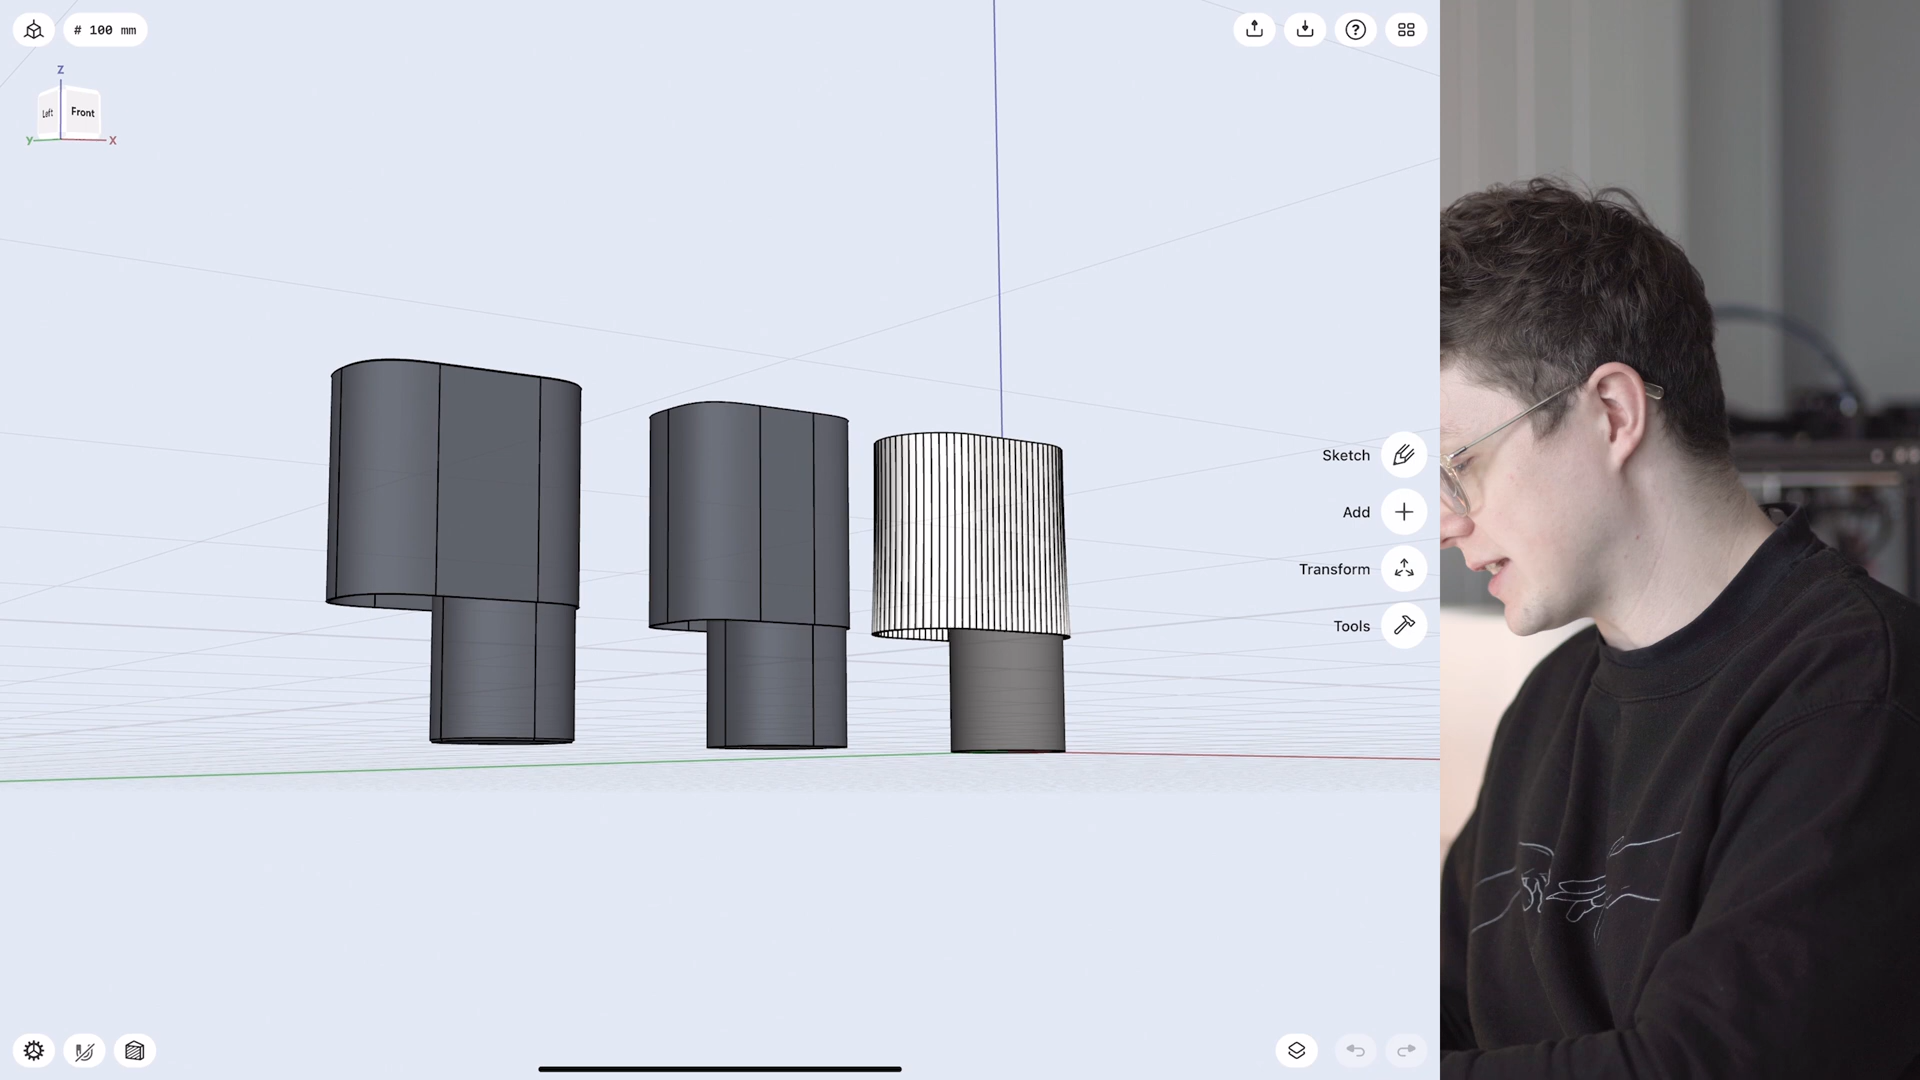 # 100 mm
Z
Left
Front
Y
X
Sketch
Add
Transform
Tools